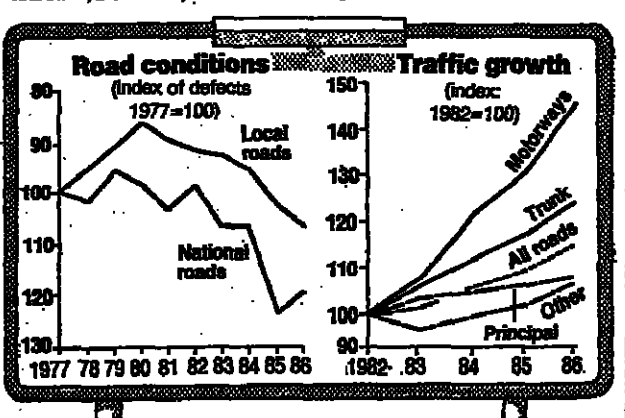 Road conditions
(index of defects
1977=100)
80
90
100
110
120
130
Local
roads
National
roads
1977 78 79 80 81 82 83 84 85 86
Traffic growth
(index:
1982=100)
150
140
130
120
110
100
90
Motorways
Trunk
All roads
Other
Principal
1982 83 84 85 86